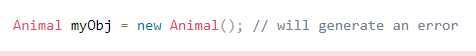 Animal myObj = new Animal(); // will generate an error